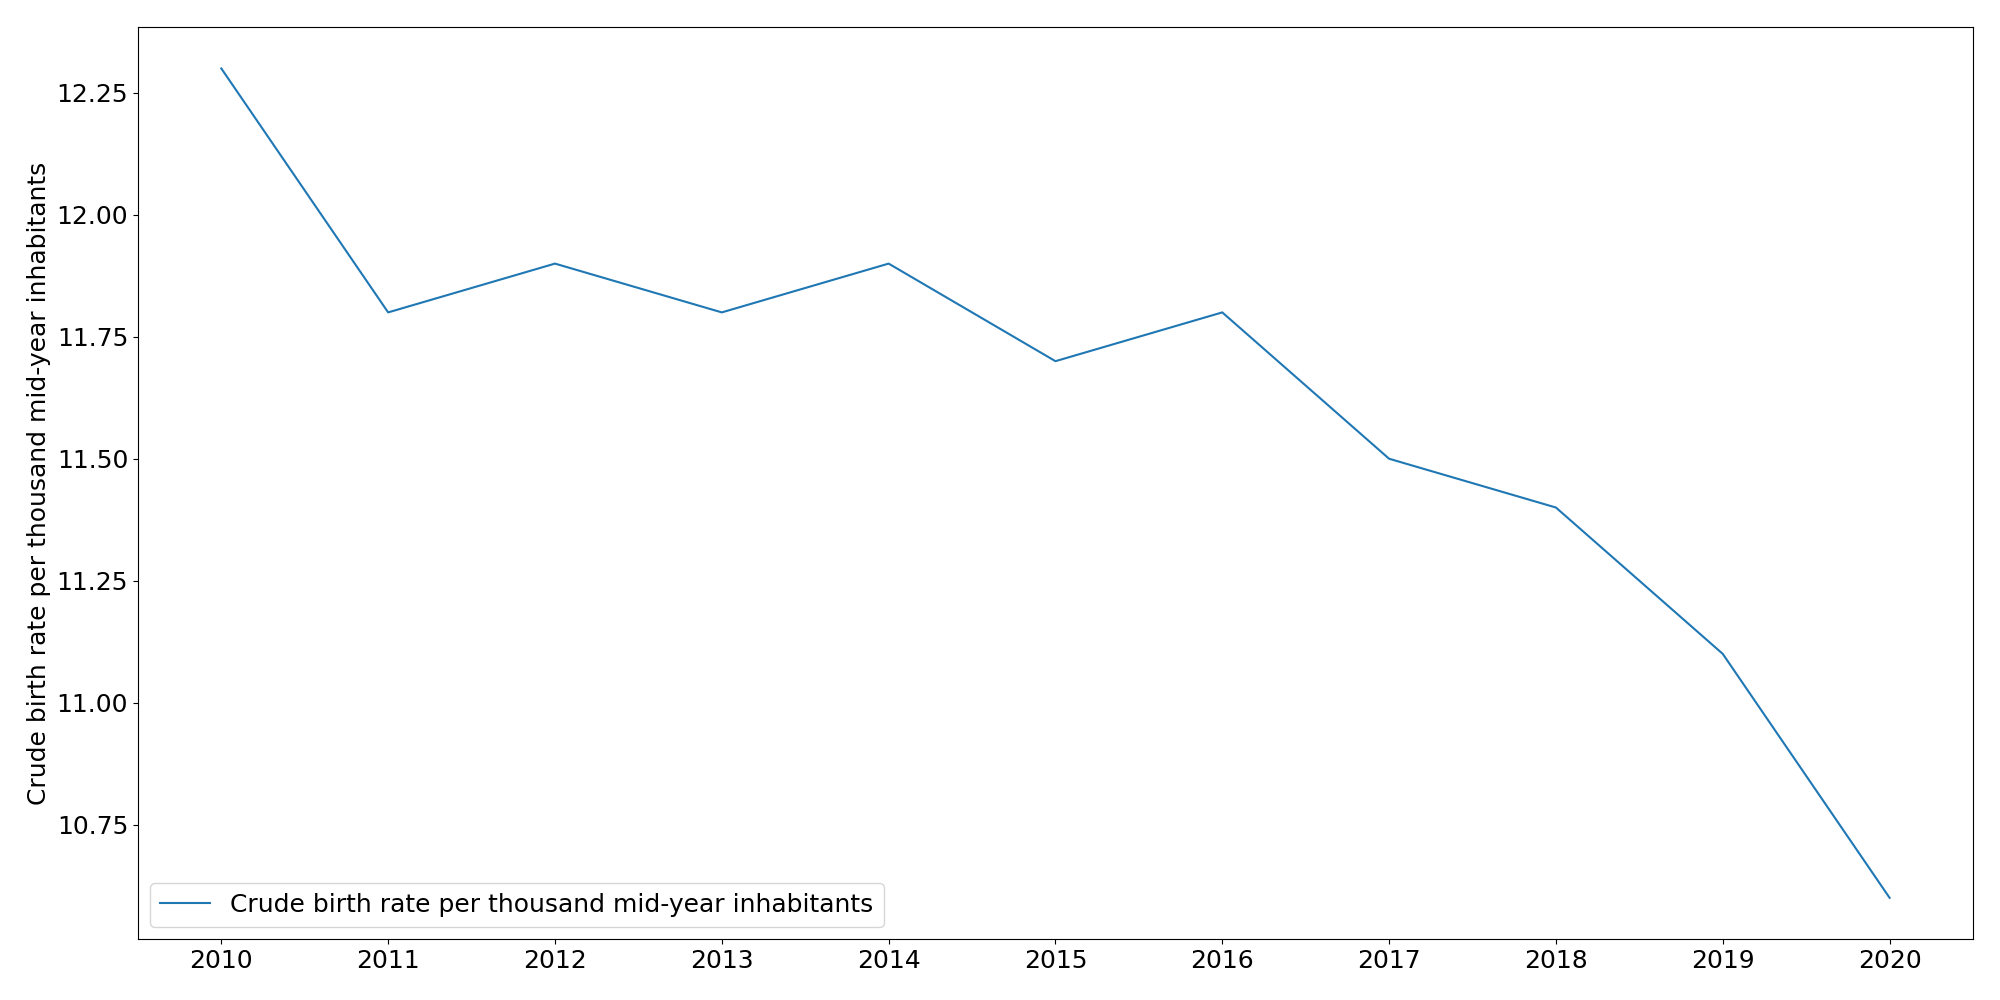 Crude birth rate per thousand mid-year inhabitants
12.25
12.00
11.75
11.50
11.25
11.00
10.75
Crude birth rate per thousand mid-year inhabitants
2010 2011 2012 2013 2014 2015 2016 2017 2018 2019 2020